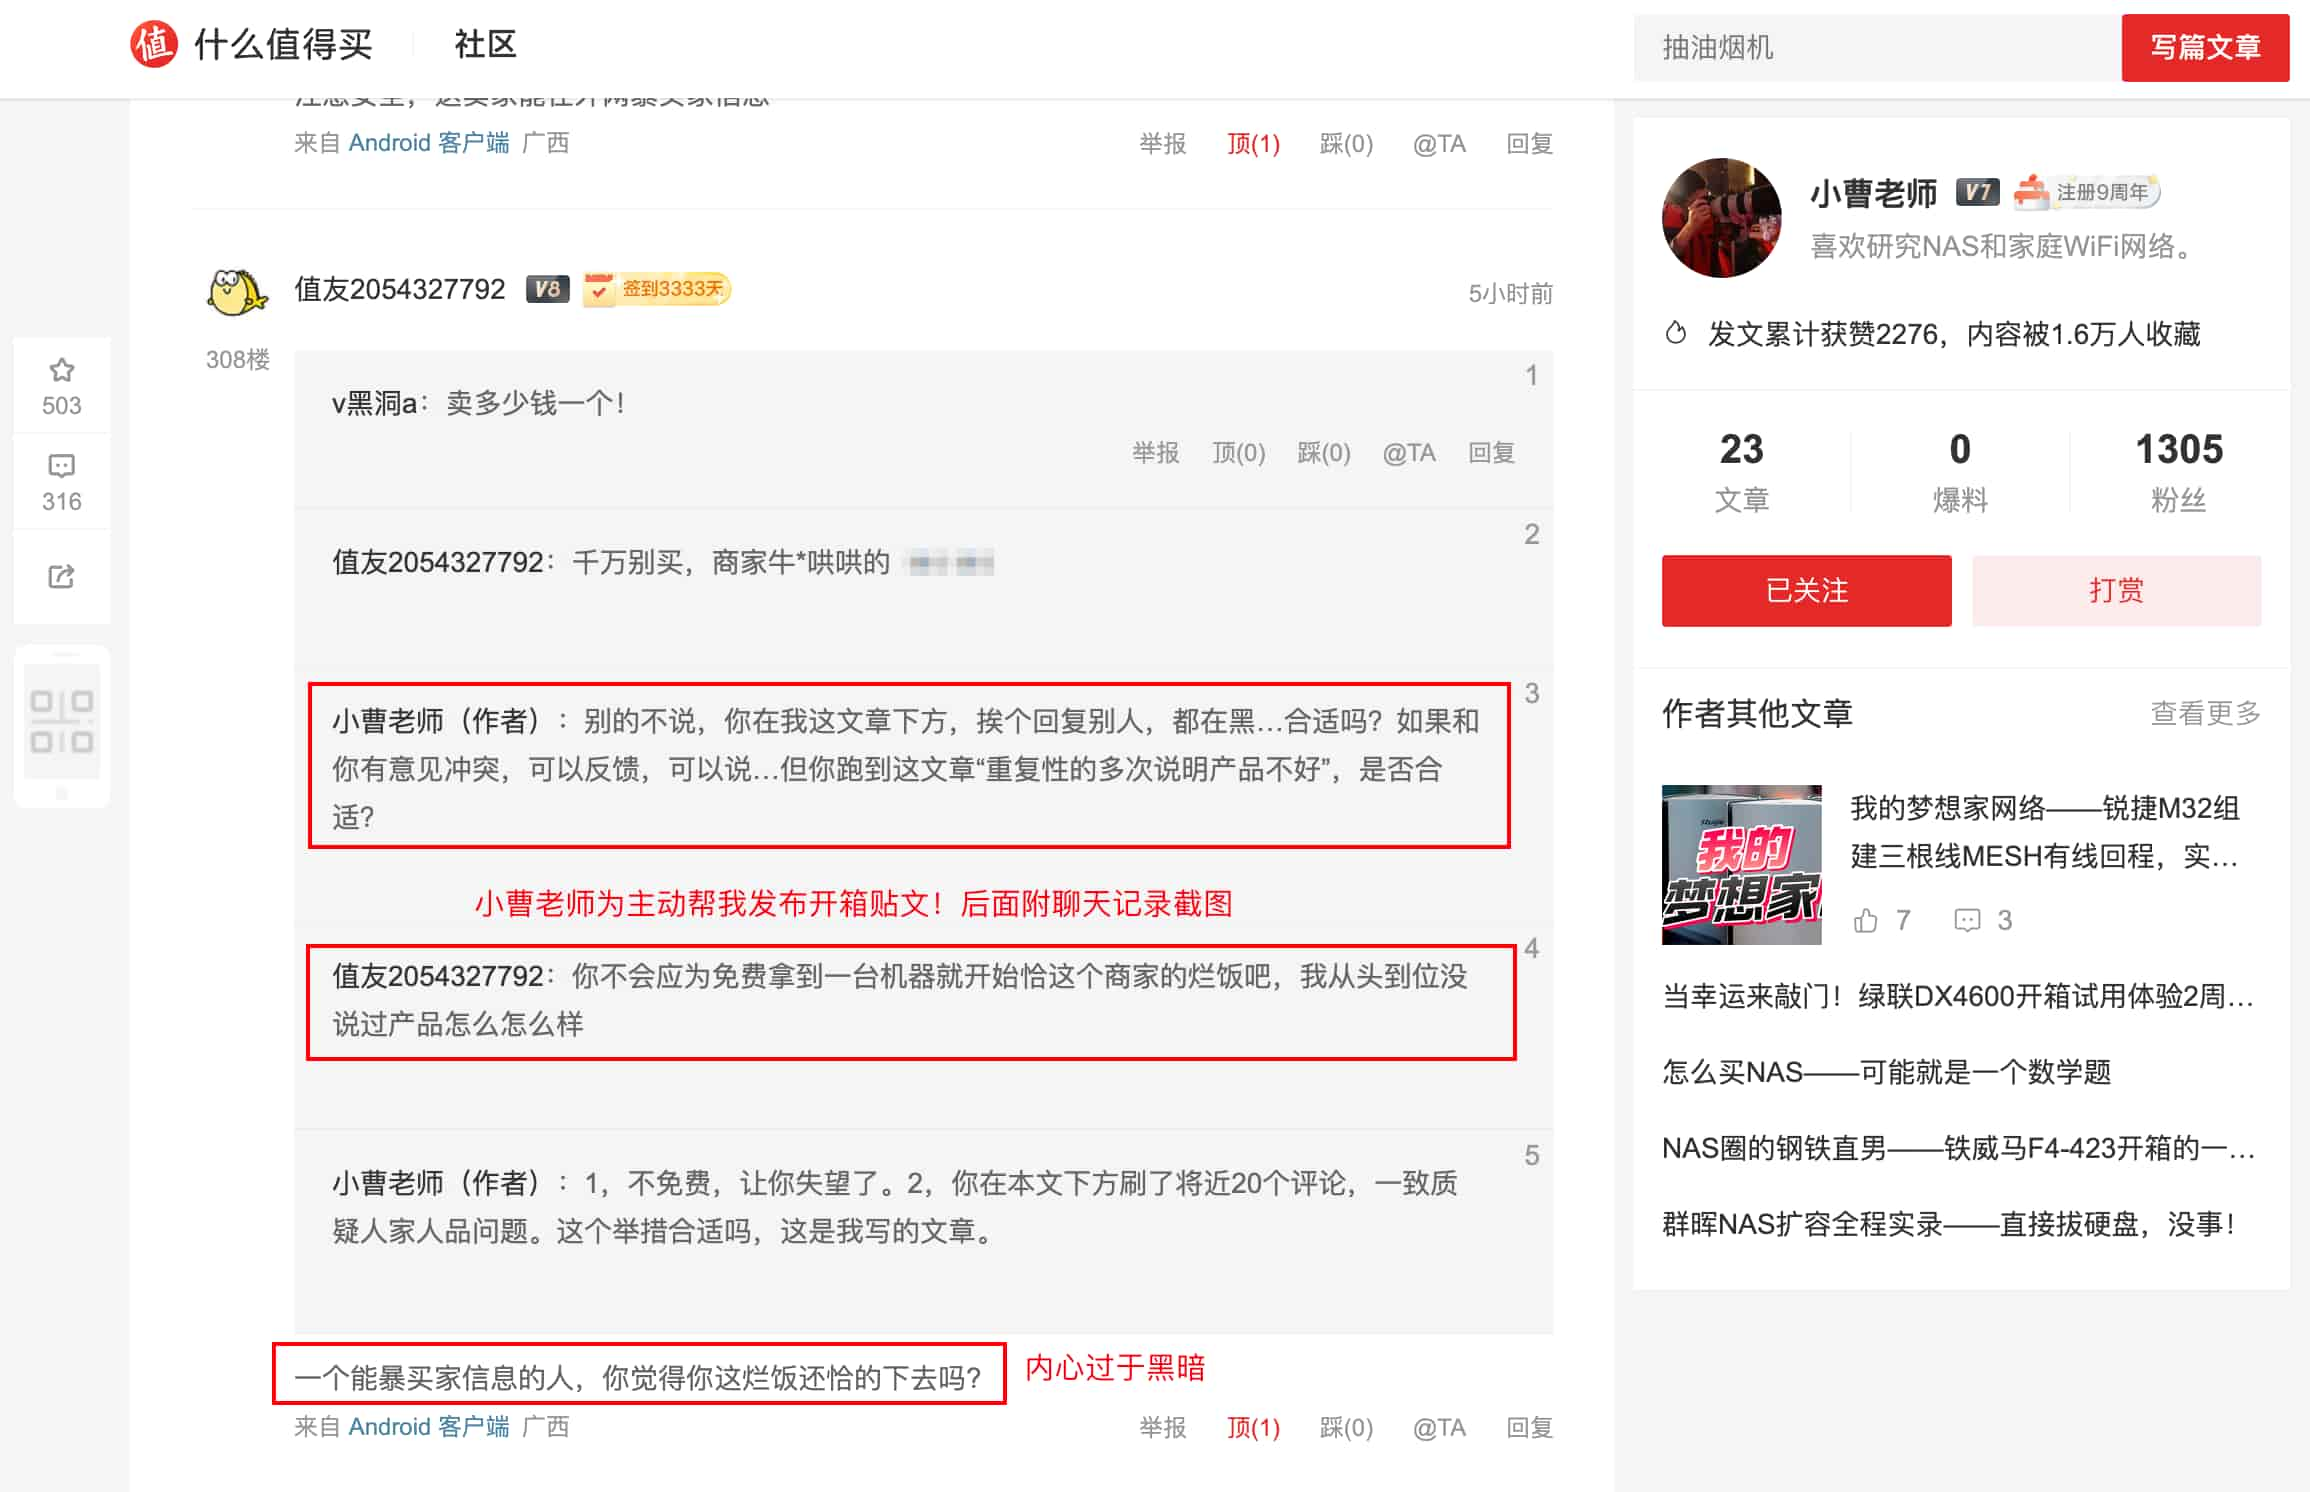 值 什么值得买 社区
抽油烟机
写篇文章
注意安全，这卖家能在外网暴买家信息
来自 Android 客户端 广西
举报 顶(1) 踩(0) @TA 回复
值友2054327792 V8 签到3333天
5小时前
308楼
503
316
1
v黑洞a：卖多少钱一个！
举报 顶(0) 踩(0) @TA 回复
2
值友2054327792：千万别买，商家牛*哄哄的
3
小曹老师（作者）：别的不说，你在我这文章下方，挨个回复别人，都在黑...合适吗？如果和
你有意见冲突，可以反馈，可以说...但你跑到这文章“重复性的多次说明产品不好”，是否合
适？
小曹老师为主动帮我发布开箱贴文！后面附聊天记录截图
4
值友2054327792：你不会应为免费拿到一台机器就开始恰这个商家的烂饭吧，我从头到位没
说过产品怎么怎么样
5
小曹老师（作者）：1，不免费，让你失望了。2，你在本文下方刷了将近20个评论，一致质
疑人家人品问题。这个举措合适吗，这是我写的文章。
一个能暴买家信息的人，你觉得你这烂饭还恰的下去吗？
内心过于黑暗
来自 Android 客户端 广西
举报 顶(1) 踩(0) @TA 回复
小曹老师 V7 注册9周年
喜欢研究NAS和家庭WiFi网络。
发文累计获赞2276，内容被1.6万人收藏
23 0 1305
文章 爆料 粉丝
已关注 打赏
作者其他文章 查看更多
我的
梦想家
我的梦想家网络——锐捷M32组
建三根线MESH有线回程，实...
7 3
当幸运来敲门！绿联DX4600开箱试用体验2周...
怎么买NAS——可能就是一个数学题
NAS圈的钢铁直男——铁威马F4-423开箱的一...
群晖NAS扩容全程实录——直接拔硬盘，没事！